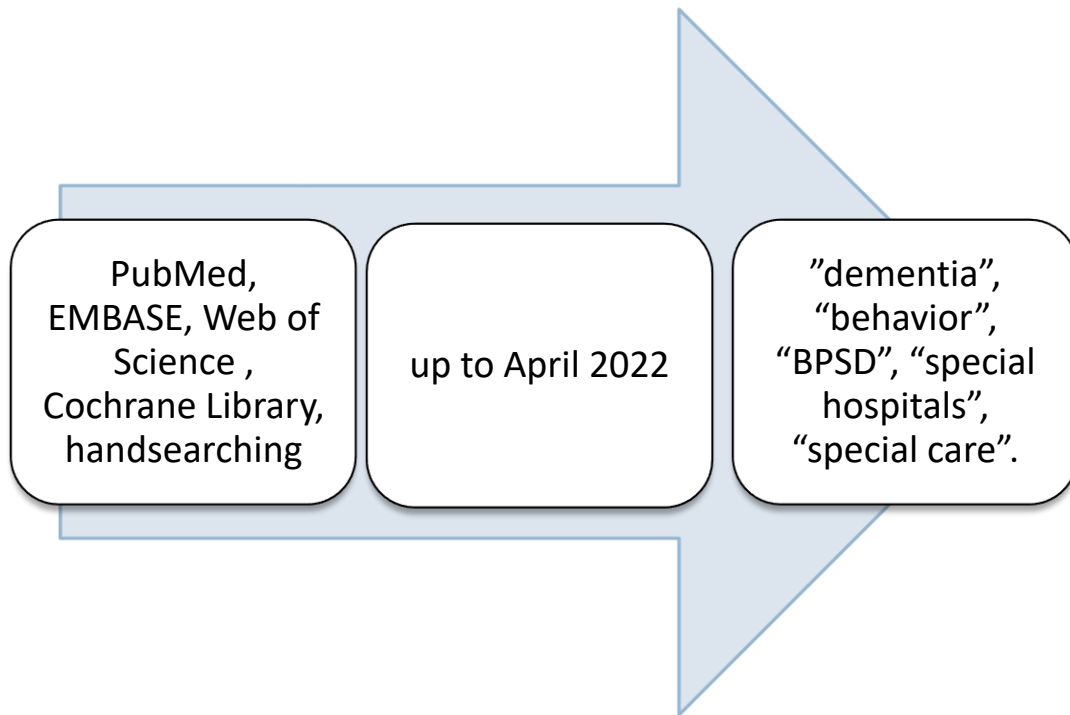 PubMed,
EMBASE, Web of
Science ,
Cochrane Library,
handsearching
up to April 2022
”dementia”,
“behavior”,
“BPSD”, “special
hospitals”,
“special care”.